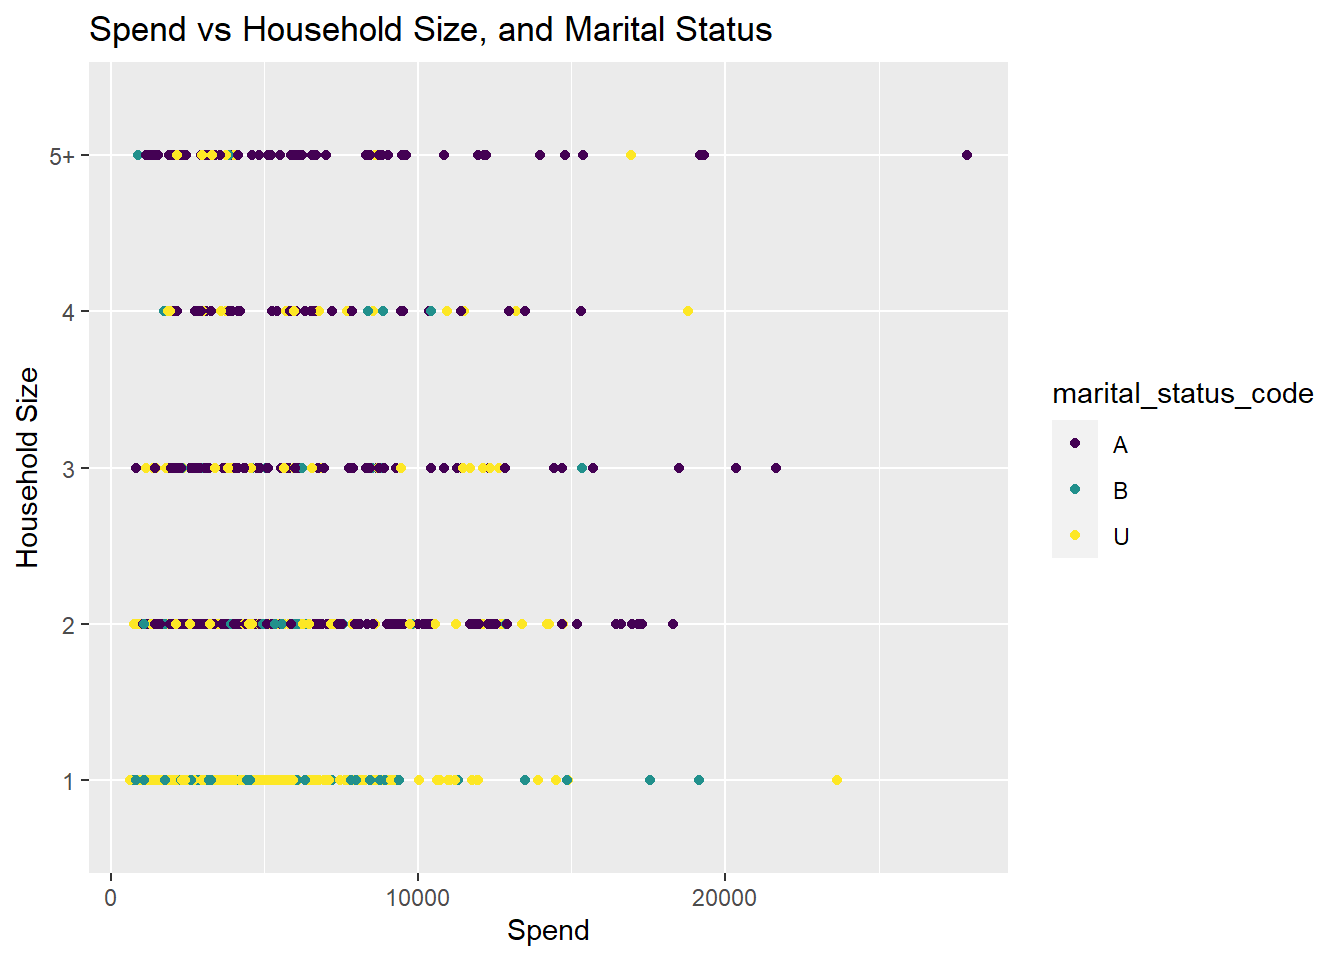 Spend vs Household Size, and Marital Status
5+
4
3
2
1
Household Size
0 10000 20000
Spend
marital_status_code
A
B
U